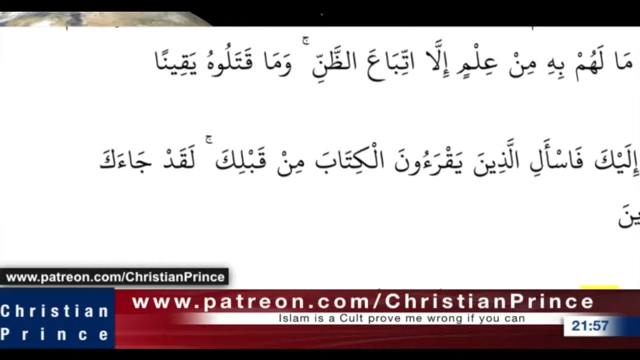 مَا لَهُمْ بِهِ مِنْ عِلْمٍ إِلَّا اتِّبَاعَ الظَّنِّ ۚ وَمَا قَتَلُوهُ يَقِينًا
إِلَيْكَ فَاسْأَلِ الَّذِينَ يَقْرَءُونَ الْكِتَابَ مِنْ قَبْلِكَ ۚ لَقَدْ جَاءَكَ
www.patreon.com/ChristianPrince
www.patreon.com/ChristianPrince
Christian
Prince
Islam is a Cult prove me wrong if you can
21:57